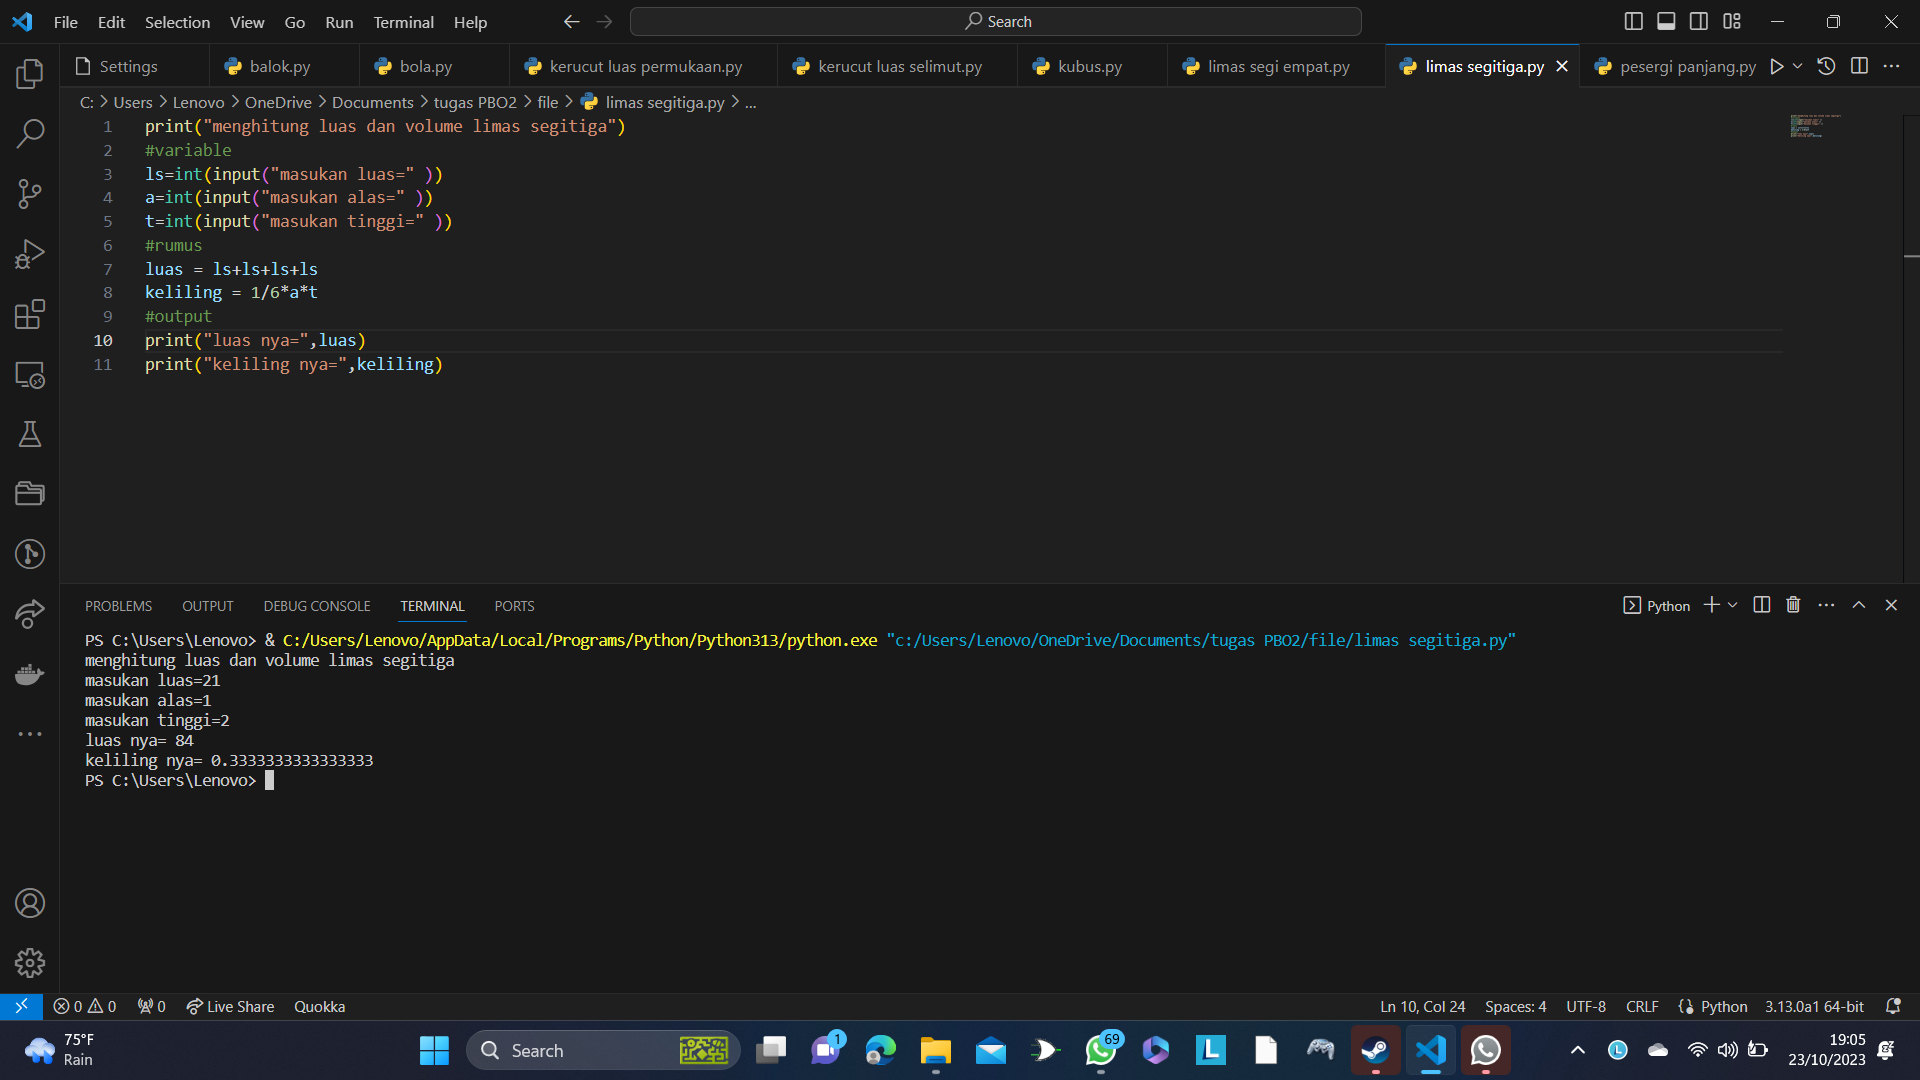 File Edit Selection View Go Run Terminal Help Search
Settings balok.py bola.py kerucut luas permukaan.py kerucut luas selimut.py kubus.py limas segi empat.py limas segitiga.py pesergi panjang.py
C: > Users > Lenovo > OneDrive > Documents > tugas PBO2 > file > limas segitiga.py > ...
1 print("menghitung luas dan volume limas segitiga")
2 #variable
3 ls=int(input("masukan luas=" ))
4 a=int(input("masukan alas=" ))
5 t=int(input("masukan tinggi=" ))
6 #rumus
7 luas = ls+ls+ls+ls
8 keliling = 1/6*a*t
9 #output
10 print("luas nya=",luas)
11 print("keliling nya=",keliling)
PROBLEMS OUTPUT DEBUG CONSOLE TERMINAL PORTS Python
PS C:\Users\Lenovo> & C:/Users/Lenovo/AppData/Local/Programs/Python/Python313/python.exe "c:/Users/Lenovo/OneDrive/Documents/tugas PBO2/file/limas segitiga.py"
menghitung luas dan volume limas segitiga
masukan luas=21
masukan alas=1
masukan tinggi=2
luas nya= 84
keliling nya= 0.3333333333333333
PS C:\Users\Lenovo>
0 0 0 Live Share Quokka Ln 10, Col 24 Spaces: 4 UTF-8 CRLF Python 3.13.0a1 64-bit
75°F
Rain
Search
1
69
L
L
19:05
23/10/2023